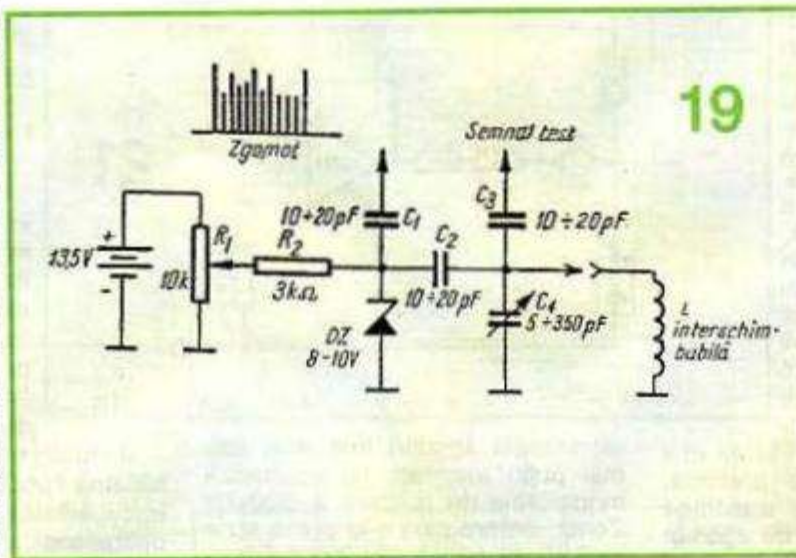 19
Zgomot
Semnal test
10÷20pF
C1
C3
10÷20pF
+
13,5V
-
R1
10k
R2
3kΩ
C2
10÷20pF
DZ
8-10V
C4
5÷350pF
L
interschim-
babilă